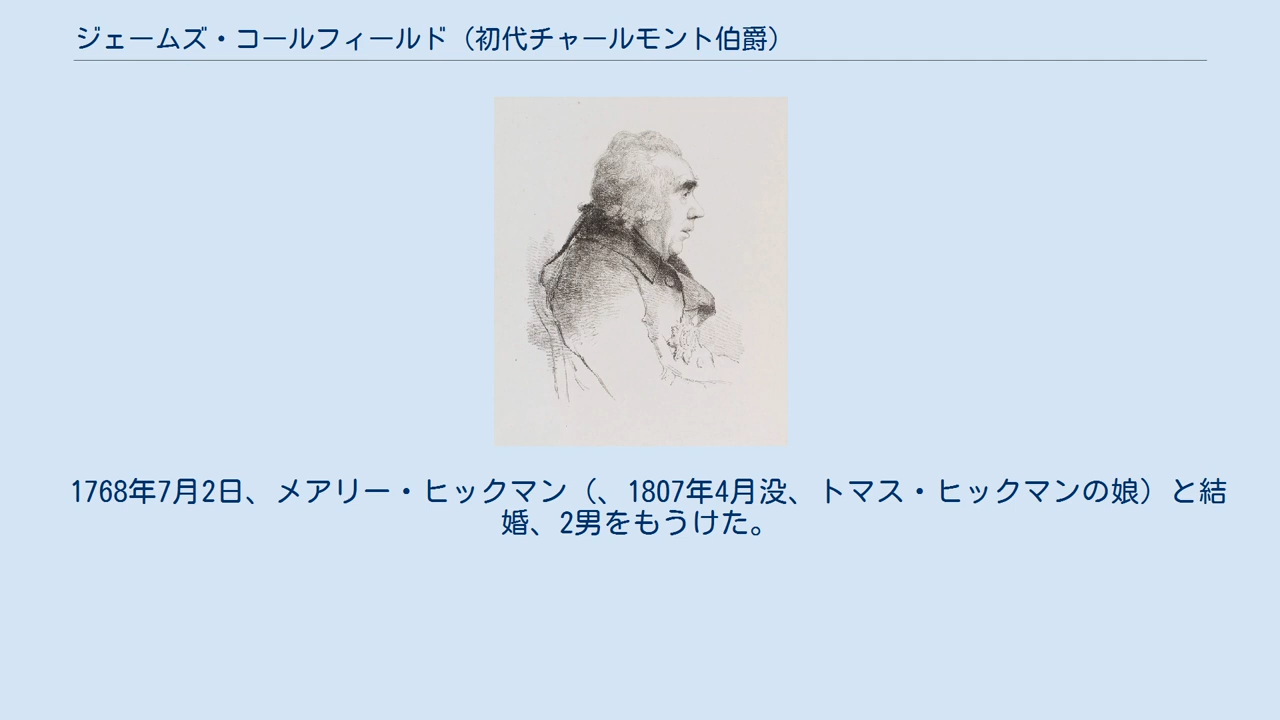 ジェームズ・コールフィールド（初代チャールモント伯爵）
1768年7月2日、メアリー・ヒックマン（、1807年4月没、トマス・ヒックマンの娘）と結
婚、2男をもうけた。